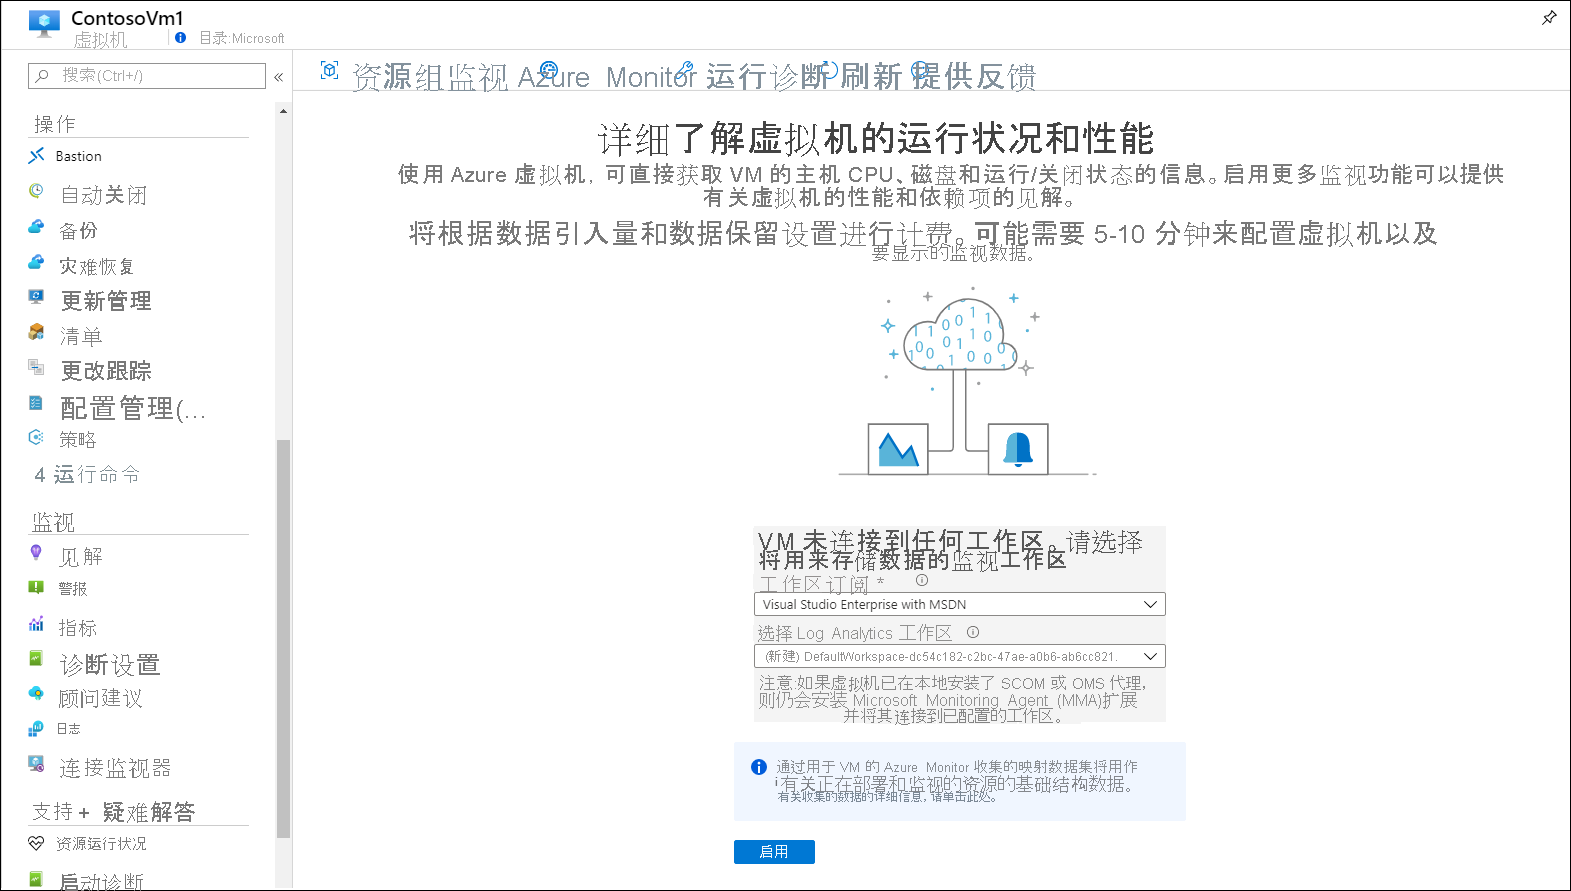 ContosoVm1
虚拟机
目录:Microsoft
搜索(Ctrl+/)
«
资源组监视 Azure Monitor 运行诊断 刷新 提供反馈
操作
Bastion
自动关闭
备份
灾难恢复
更新管理
清单
更改跟踪
配置管理(...
策略
4 运行命令
监视
见解
警报
指标
诊断设置
顾问建议
日志
连接监视器
支持 + 疑难解答
资源运行状况
启动诊断
详细了解虚拟机的运行状况和性能
使用 Azure 虚拟机, 可直接获取 VM 的主机 CPU、磁盘和运行/关闭状态的信息。启用更多监视功能可以提供
有关虚拟机的性能和依赖项的见解。
将根据数据引入量和数据保留设置进行计费。可能需要 5-10 分钟来配置虚拟机以及
要显示的监视数据。
VM 未连接到任何工作区。请选择
将用来存储数据的监视工作区
工作区订阅 *
Visual Studio Enterprise with MSDN
选择 Log Analytics 工作区
(新建) DefaultWorkspace-dc54c182-c2bc-47ae-a0b6-ab6cc821.
注意:如果虚拟机已在本地安装了 SCOM 或 OMS 代理,
则仍会安装 Microsoft Monitoring Agent (MMA)扩展
并将其连接到已配置的工作区。
通过用于 VM 的 Azure Monitor 收集的映射数据集将用作
有关正在部署和监视的资源的基础结构数据。
有关收集的数据的详细信息, 请单击此处。
启用